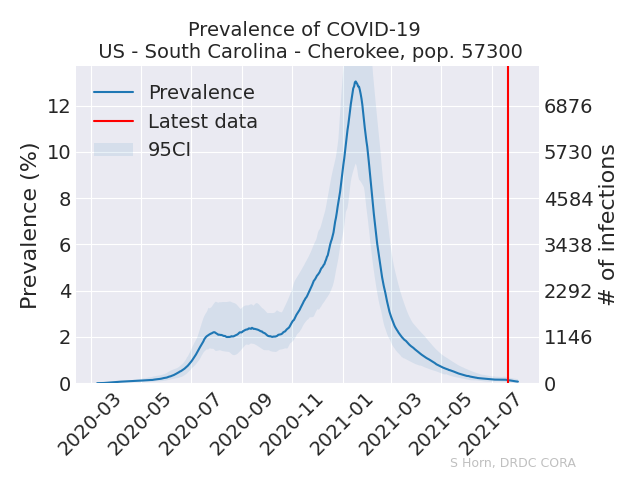 Prevalence of COVID-19
US - South Carolina - Cherokee, pop. 57300
Prevalence
Latest data
95CI
Prevalence (%)
12
10
8
6
4
2
0
6876
5730
4584
3438
2292
1146
0
# of infections
2020-03
2020-05
2020-07
2020-09
2020-11
2021-01
2021-03
2021-05
2021-07
S Horn, DRDC CORA